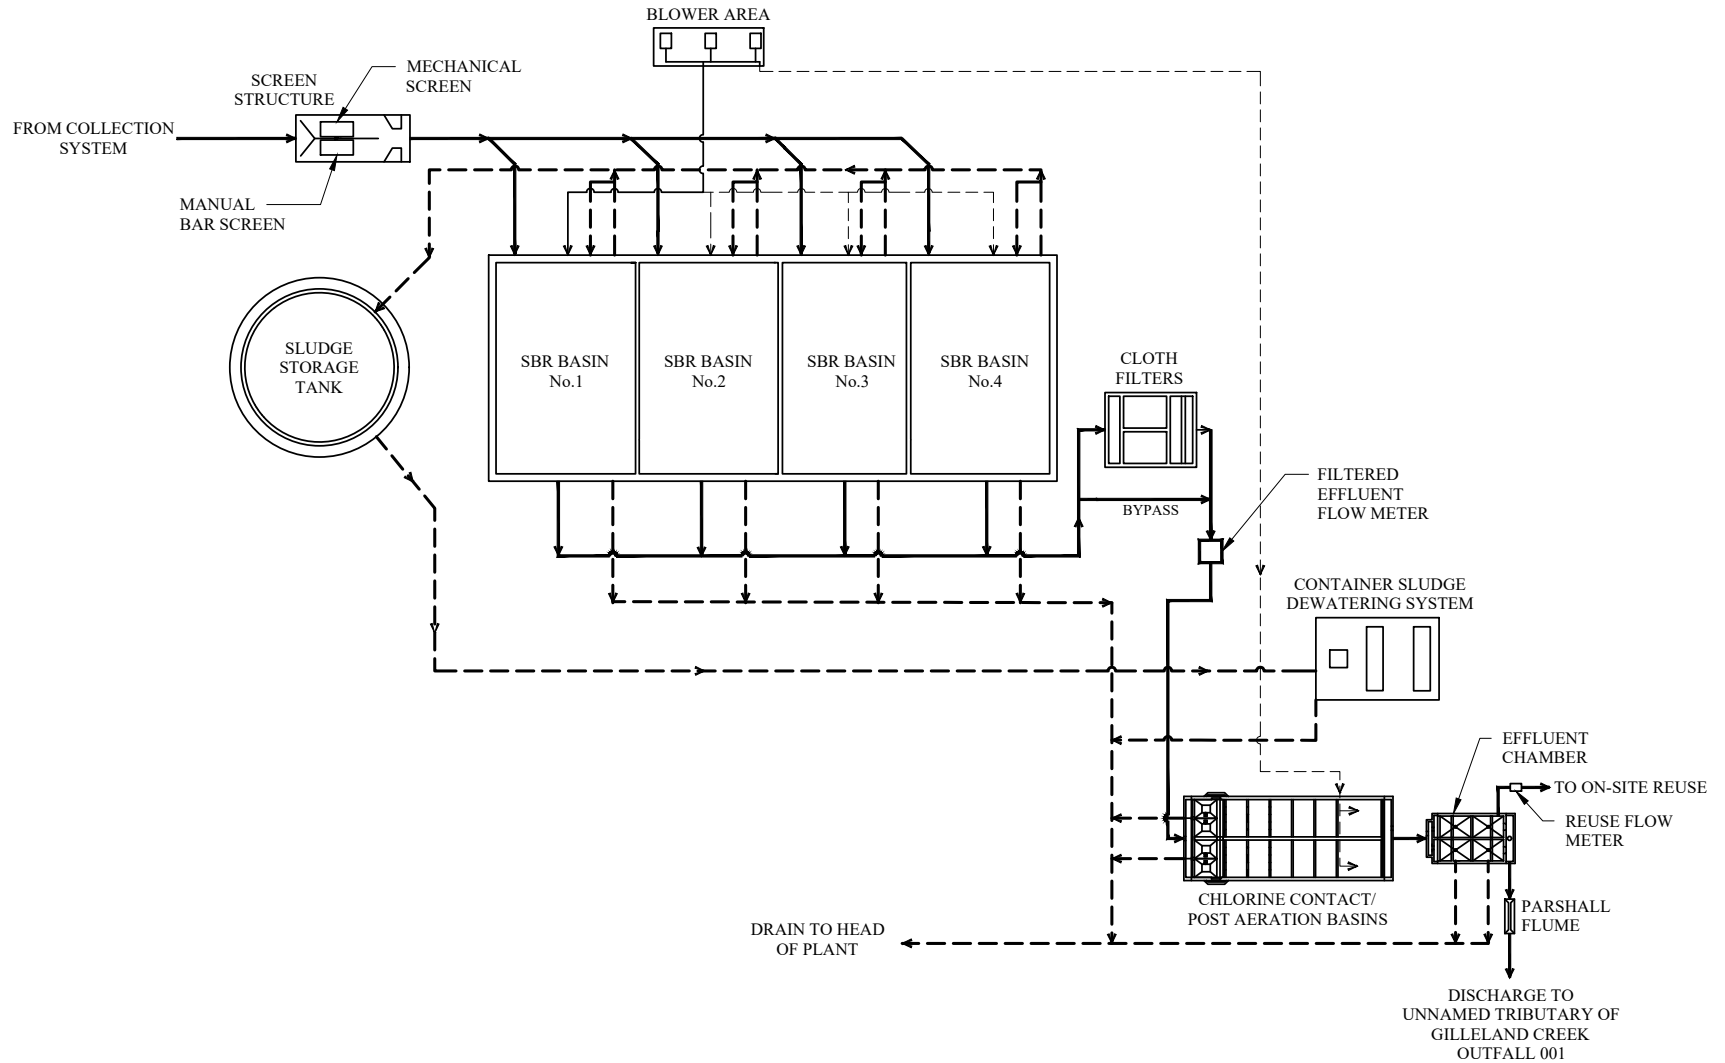 BLOWER AREA
MECHANICAL
SCREEN
SCREEN
STRUCTURE
FROM COLLECTION
SYSTEM
MANUAL
BAR SCREEN
SLUDGE
STORAGE
TANK
SBR BASIN
No.1
SBR BASIN
No.2
SBR BASIN
No.3
SBR BASIN
No.4
CLOTH
FILTERS
BYPASS
FILTERED
EFFLUENT
FLOW METER
CONTAINER SLUDGE
DEWATERING SYSTEM
EFFLUENT
CHAMBER
TO ON-SITE REUSE
REUSE FLOW
METER
CHLORINE CONTACT/
POST AERATION BASINS
PARSHALL
FLUME
DRAIN TO HEAD
OF PLANT
DISCHARGE TO
UNNAMED TRIBUTARY OF
GILLELAND CREEK
OUTFALL 001